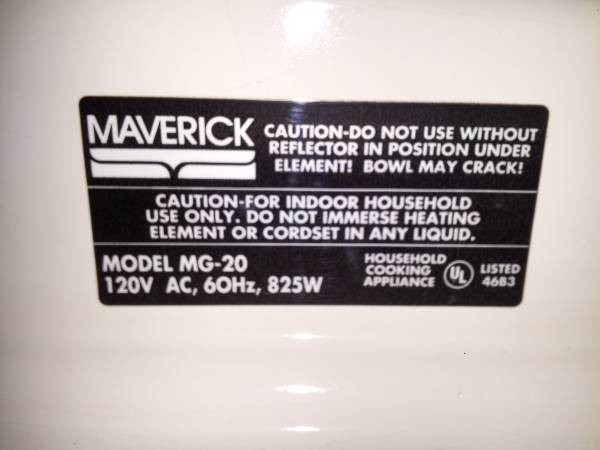 MAVERICK
CAUTION-DO NOT USE WITHOUT
REFLECTOR IN POSITION UNDER
ELEMENT! BOWL MAY CRACK!
CAUTION-FOR INDOOR HOUSEHOLD
USE ONLY. DO NOT IMMERSE HEATING
ELEMENT OR CORDSET IN ANY LIQUID.
MODEL MG-20
120V AC, 60Hz, 825W
HOUSEHOLD
COOKING
APPLIANCE
UL
LISTED
46B3